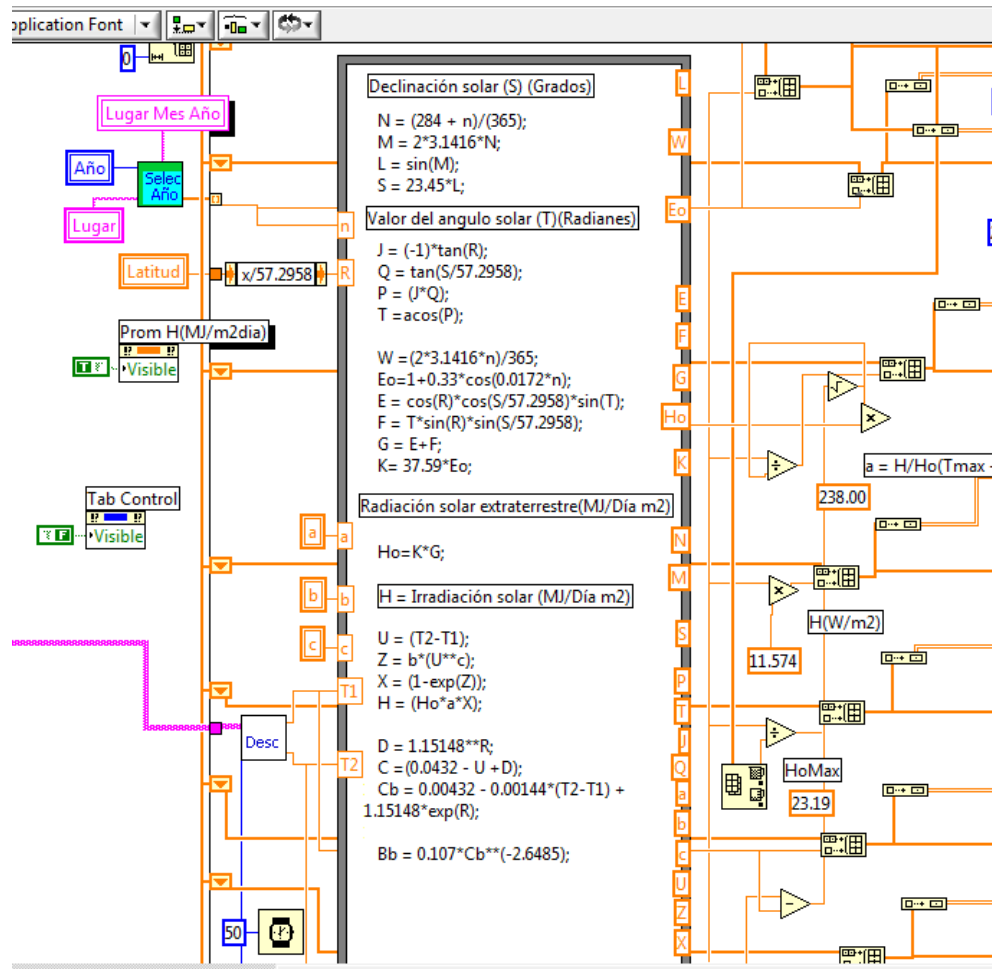 pplication Font
0
Lugar Mes Año
Año
Selec
Año
Lugar
Latitud
x/57.2958
Prom H(MJ/m2dia)
T
Visible
Tab Control
F
Visible
Desc
50
n
R
a
a
b
b
c
c
T1
T2
Declinación solar (S) (Grados)
N = (284 + n)/(365);
M = 2*3.1416*N;
L = sin(M);
S = 23.45*L;
Valor del angulo solar (T)(Radianes)
J = (-1)*tan(R);
Q = tan(S/57.2958);
P = (J*Q);
T =acos(P);
W =(2*3.1416*n)/365;
Eo=1+0.33*cos(0.0172*n);
E = cos(R)*cos(S/57.2958)*sin(T);
F = T*sin(R)*sin(S/57.2958);
G = E+F;
K= 37.59*Eo;
Radiación solar extraterrestre(MJ/Día m2)
Ho=K*G;
H = Irradiación solar (MJ/Día m2)
U = (T2-T1);
Z = b*(U**c);
X = (1-exp(Z));
H = (Ho*a*X);
D = 1.15148**R;
C =(0.0432 - U +D);
Cb = 0.00432 - 0.00144*(T2-T1) +
1.15148*exp(R);
Bb = 0.107*Cb**(-2.6485);
L
W
Eo
E
F
G
Ho
K
N
M
S
P
T
J
Q
a
b
c
U
Z
X
a = H/Ho(Tmax -
238.00
H(W/m2)
11.574
HoMax
23.19